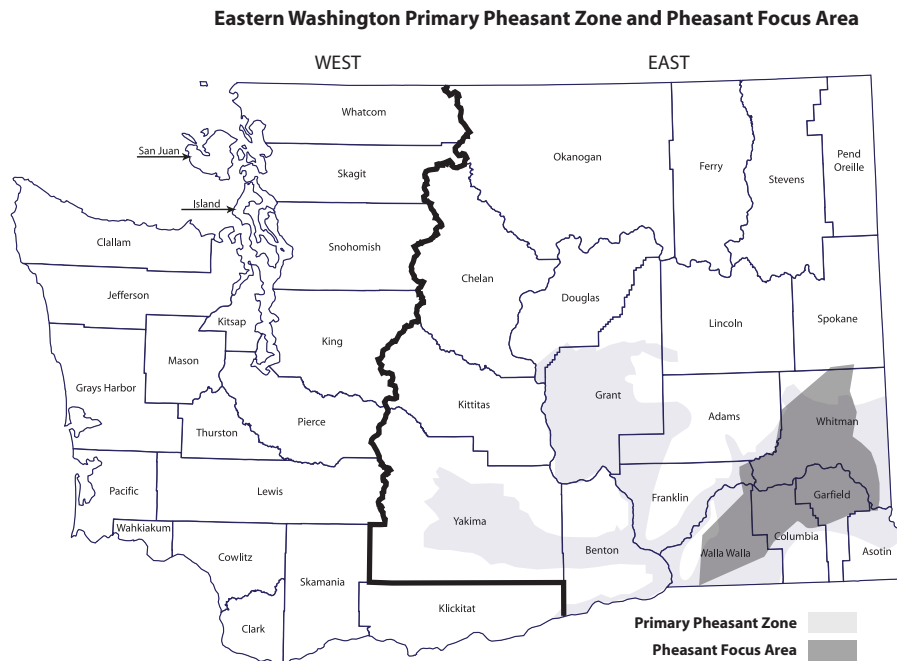 Eastern Washington Primary Pheasant Zone and Pheasant Focus Area
WEST
EAST
Whatcom
San Juan
Skagit
Okanogan
Ferry
Stevens
Pend
Oreille
Island
Clallam
Snohomish
Chelan
Jefferson
Douglas
Kitsap
King
Lincoln
Spokane
Mason
Grays Harbor
Kittitas
Grant
Adams
Whitman
Thurston
Pierce
Pacific
Lewis
Franklin
Garfield
Wahkiakum
Yakima
Columbia
Cowlitz
Benton
Walla Walla
Asotin
Skamania
Klickitat
Clark
Primary Pheasant Zone
Pheasant Focus Area